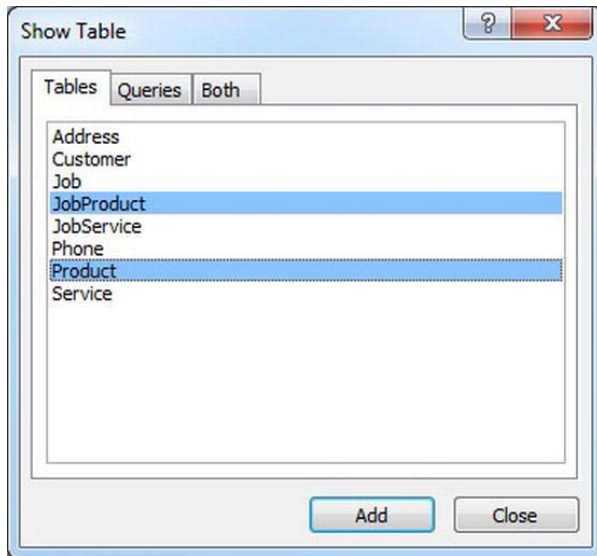 Show Table
?
Tables Queries Both
Address
Customer
Job
JobProduct
JobService
Phone
Product
Service
Add Close